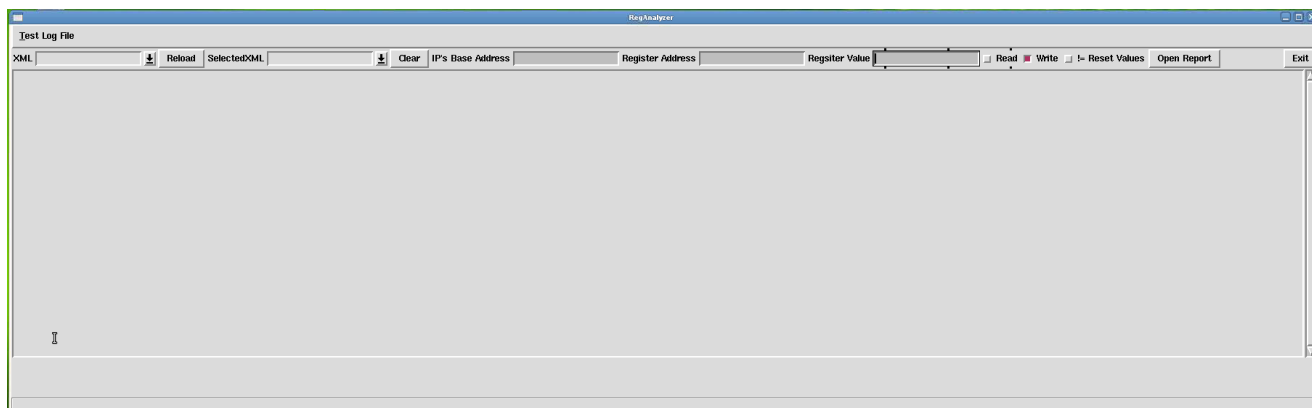 RegAnalyzer
Test Log File
XML Reload SelectedXML Clear IP's Base Address Register Address Regsiter Value Read Write != Reset Values Open Report Exit